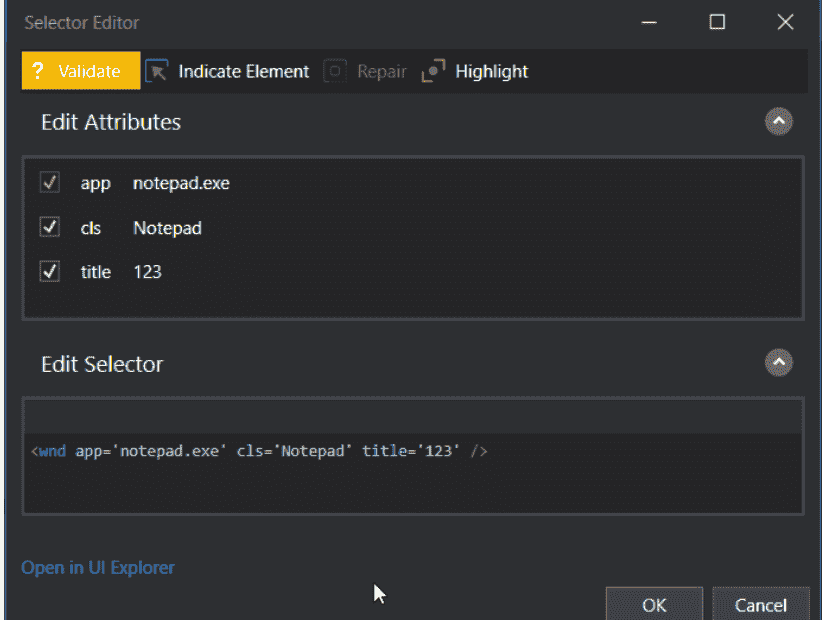 Selector Editor
? Validate Indicate Element Repair Highlight
Edit Attributes
app notepad.exe
cls Notepad
title 123
Edit Selector
<wnd app='notepad.exe' cls='Notepad' title='123' />
Open in UI Explorer
OK Cancel